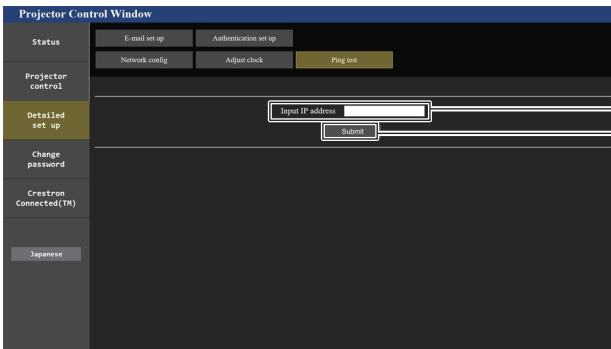 Projector Control Window
Status
E-mail set up
Authentication set up
Network config
Adjust clock
Ping test
Projector
control
Detailed
set up
Input IP address
Submit
Change
password
Crestron
Connected(TM)
Japanese